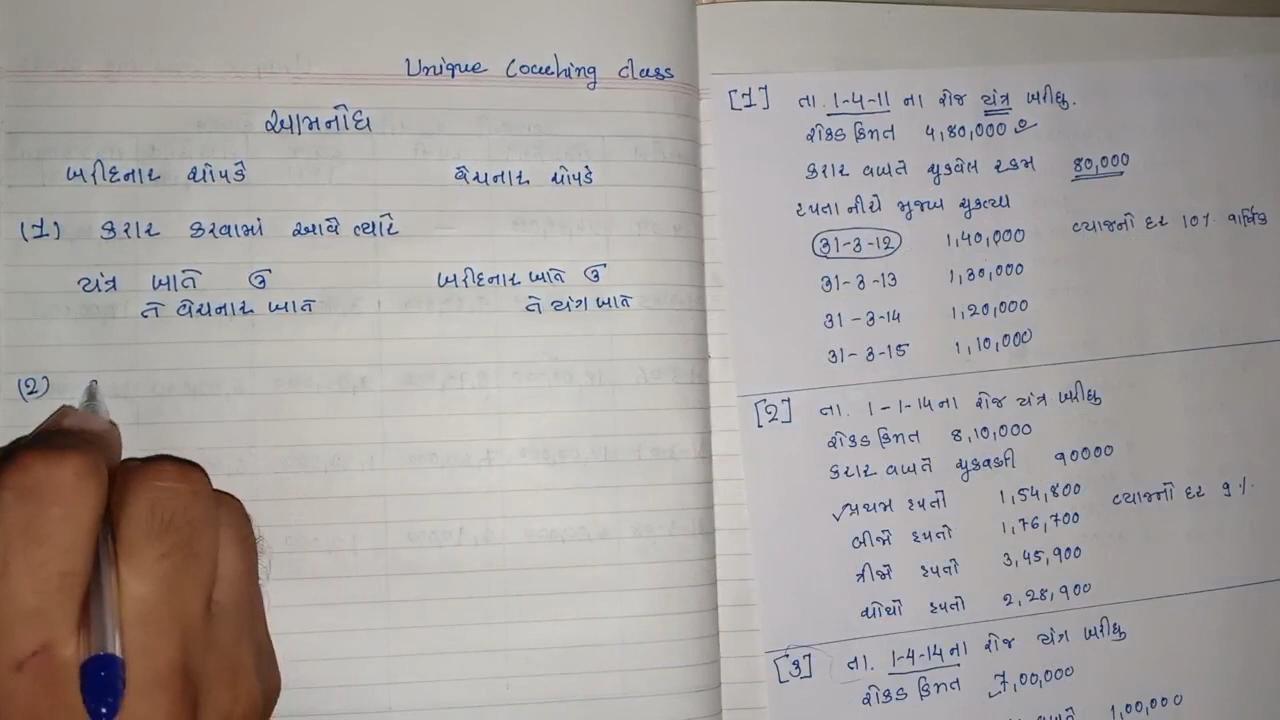 Unique Coaching class
આમનોંધ
ખરીદનાર ચોપડે વેચનાર ચોપડે
(1) કરાર કરવામાં આવે ત્યારે
યંત્ર ખાતે ઉ ખરીદનાર ખાતે ઉ
તે વેચનાર ખાતે તે યંત્ર ખાતે
(2)
[1] તા. 1-4-11 ના રોજ યંત્ર ખરીધુ.
રોકડ કિંમત 4,80,000
કરાર વખતે ચુકવેલ રકમ 80,000
હપતા નીચે મુજબ ચુકવ્યા
31-3-12 1,40,000 વ્યાજનો દર 10% વાર્ષિક
31-3-13 1,30,000
31-3-14 1,20,000
31-3-15 1,10,000
[2] તા. 1-1-14 ના રોજ યંત્ર ખરીધુ
રોકડ કિંમત 8,10,000
કરાર વખતે ચુકવણી 90000
પ્રથમ હપતો 1,54,800 વ્યાજનો દર 9%
બીજો હપતો 1,76,700
ત્રીજો હપતો 3,45,900
ચોથો હપતો 2,28,900
[3] તા. 1-4-14 ના રોજ યંત્ર ખરીધુ
રોકડ કિંમત 7,00,000
વખતે 1,00,000